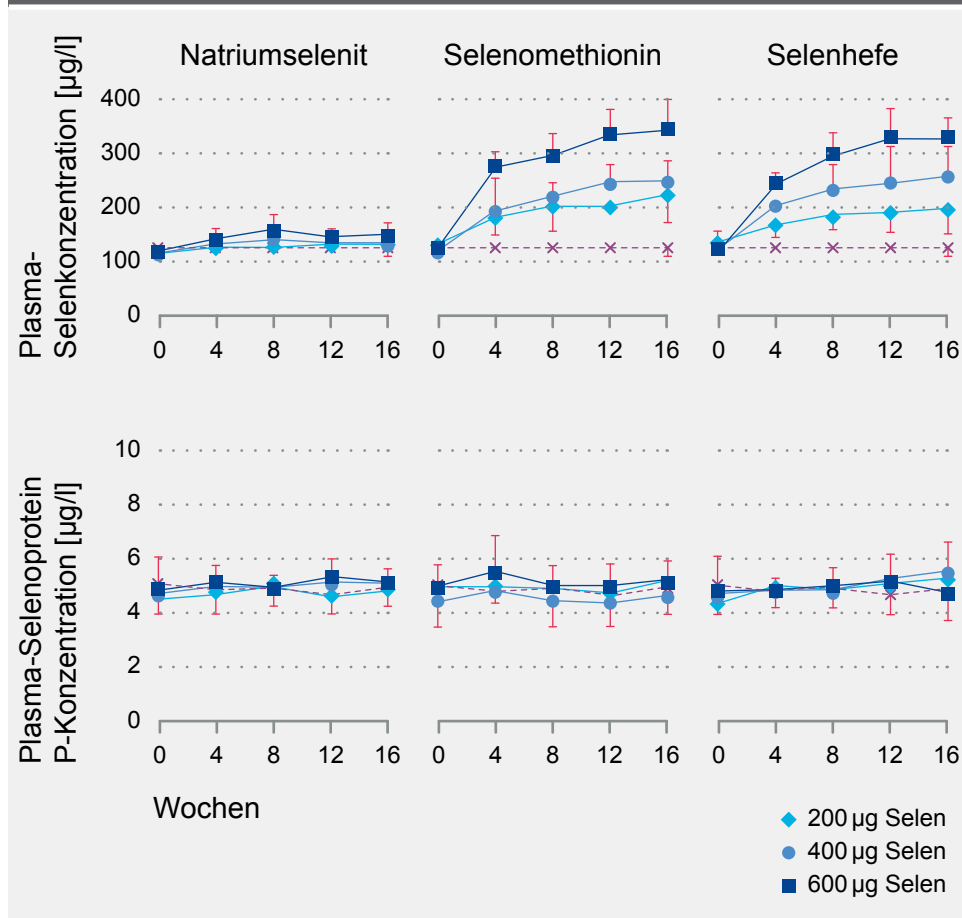 Natriumselenit
Selenomethionin
Selenhefe
Plasma-
Selenkonzentration [µg/l]
400
300
200
100
0
0 4 8 12 16
0 4 8 12 16
0 4 8 12 16
Plasma-Selenoprotein
P-Konzentration [µg/l]
10
8
6
4
2
0
0 4 8 12 16
0 4 8 12 16
0 4 8 12 16
Wochen
200 µg Selen
400 µg Selen
600 µg Selen